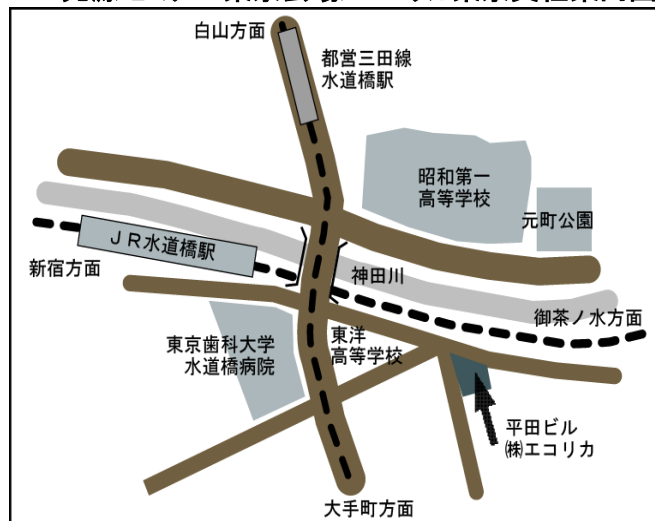 白山方面
都営三田線
水道橋駅
昭和第一
高等学校
元町公園
ＪＲ水道橋駅
新宿方面
神田川
御茶ノ水方面
東京歯科大学
水道橋病院
東洋
高等学校
平田ビル
㈱エコリカ
大手町方面